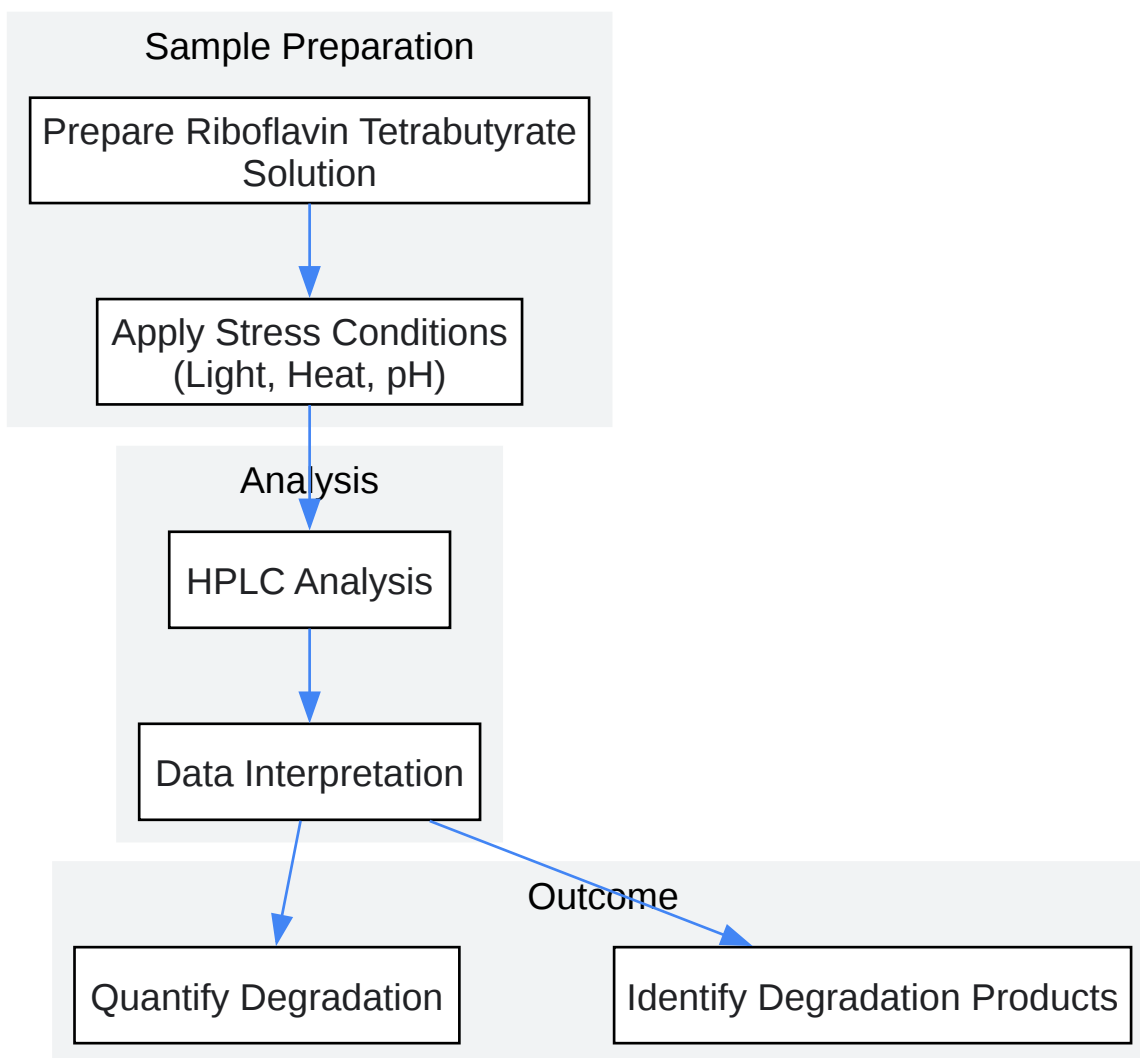 Sample Preparation
Prepare Riboflavin Tetrabutyrate
Solution
Apply Stress Conditions
(Light, Heat, pH)
Analysis
HPLC Analysis
Data Interpretation
Outcome
Quantify Degradation
Identify Degradation Products